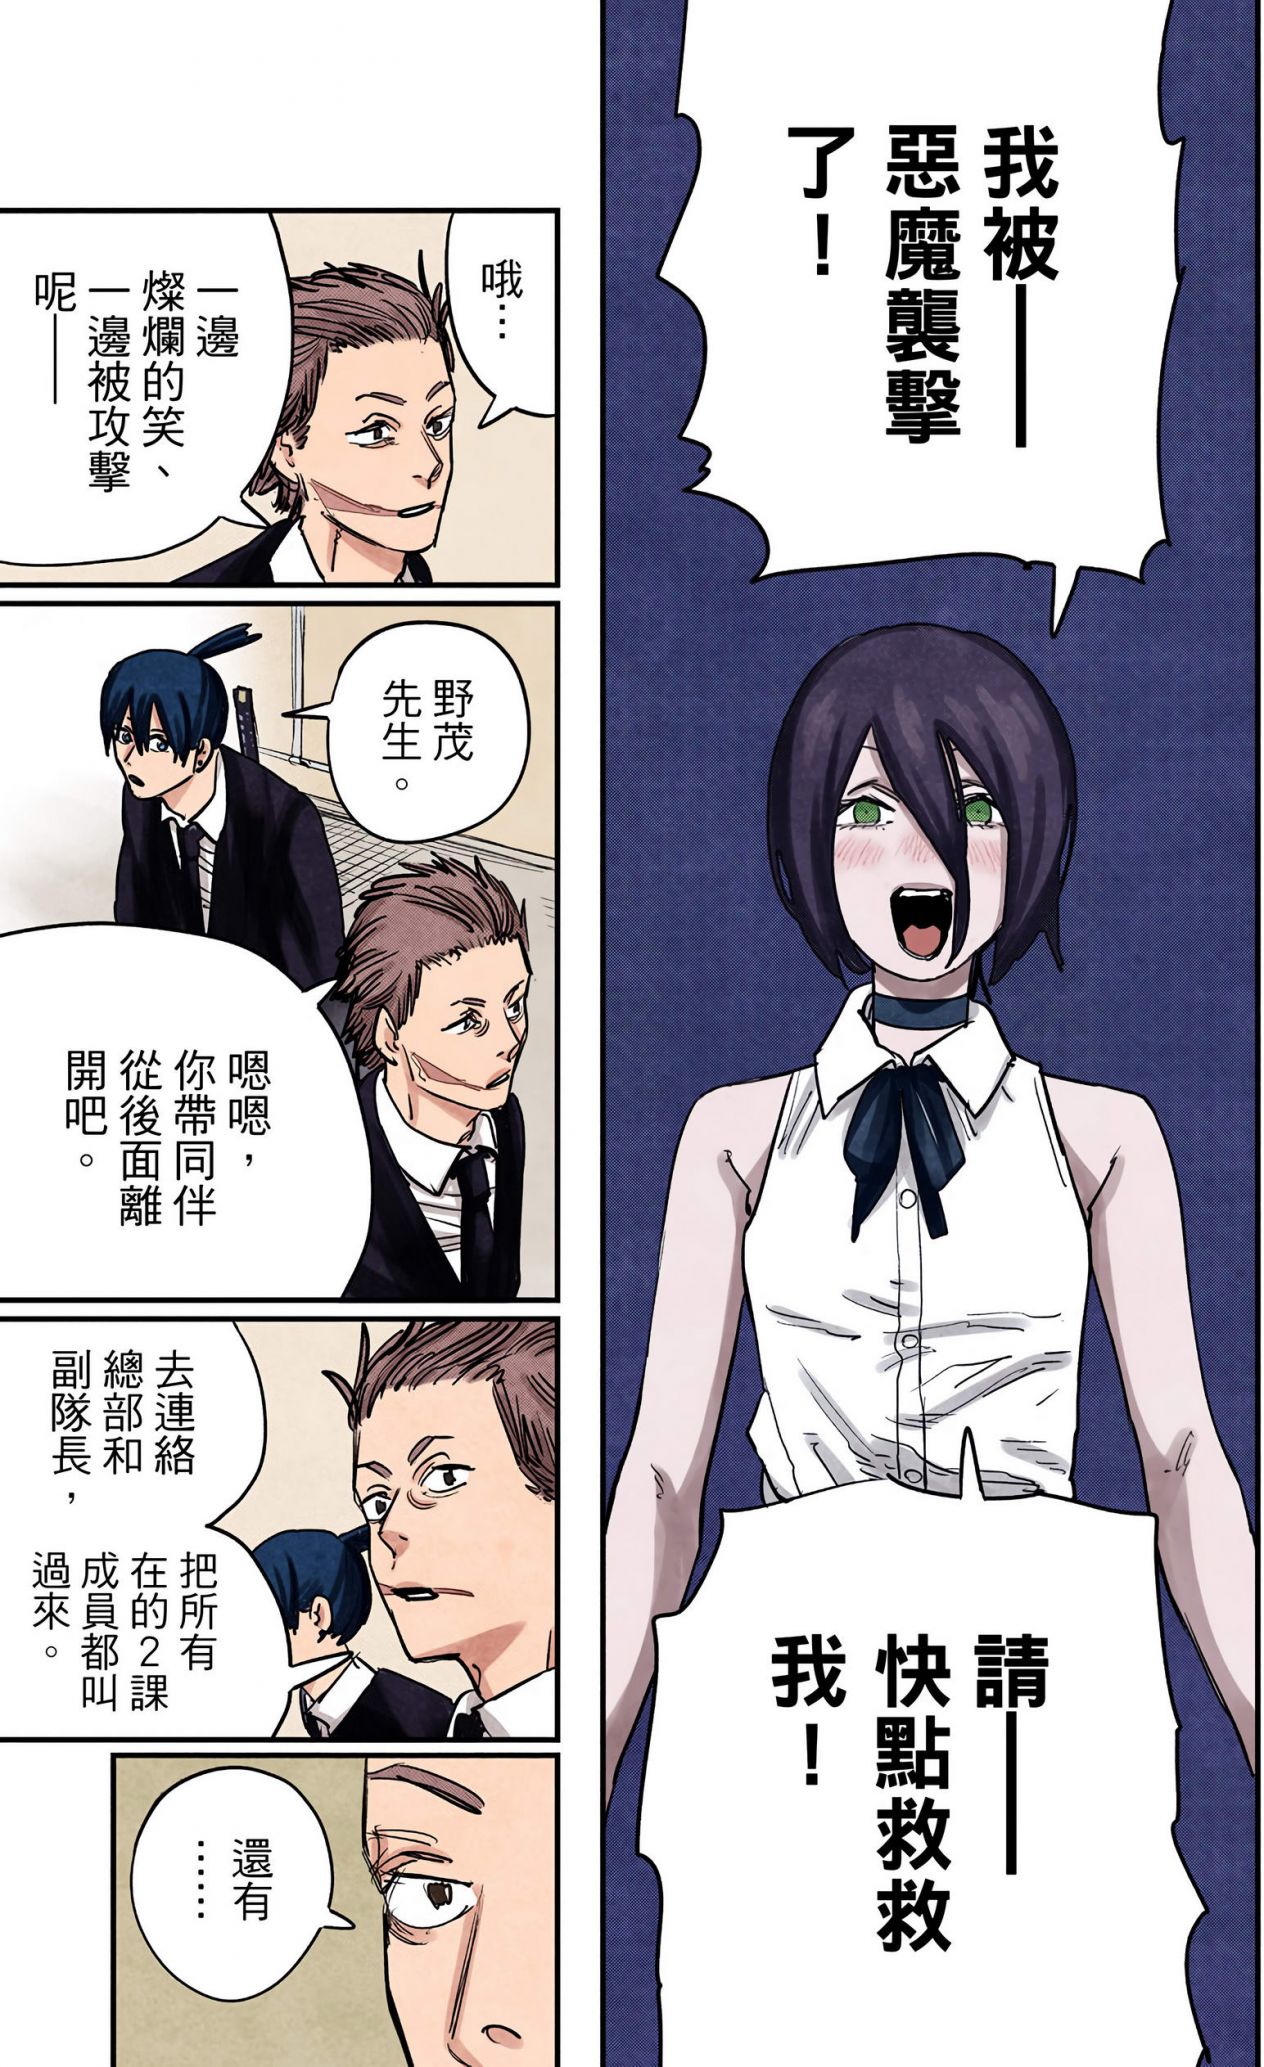 我被——
惡魔襲擊
了！
請——
快點救救
我！
哦…
一邊
燦爛的笑、
一邊被攻擊
呢——
野茂
先生。
嗯嗯，
你帶同伴
從後面離
開吧。
去連絡
總部和
副隊長，
把所有
在的2課
成員都叫
過來。
還有
……